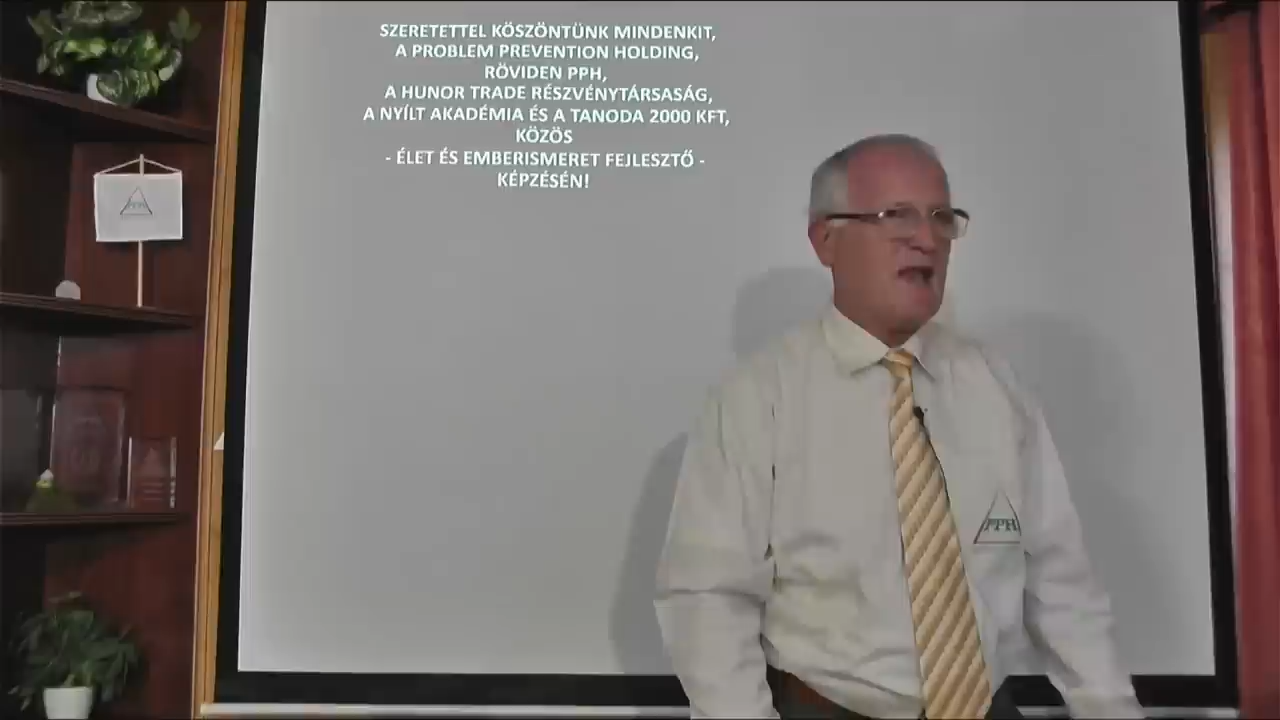 SZERETETTEL KÖSZÖNTÜNK MINDENKIT,
A PROBLEM PREVENTION HOLDING,
RÖVIDEN PPH,
A HUNOR TRADE RÉSZVÉNYTÁRSASÁG,
A NYÍLT AKADÉMIA ÉS A TANODA 2000 KFT,
KÖZÖS
- ÉLET ÉS EMBERISMERET FEJLESZTŐ -
KÉPZÉSÉN!
PPH
PPH